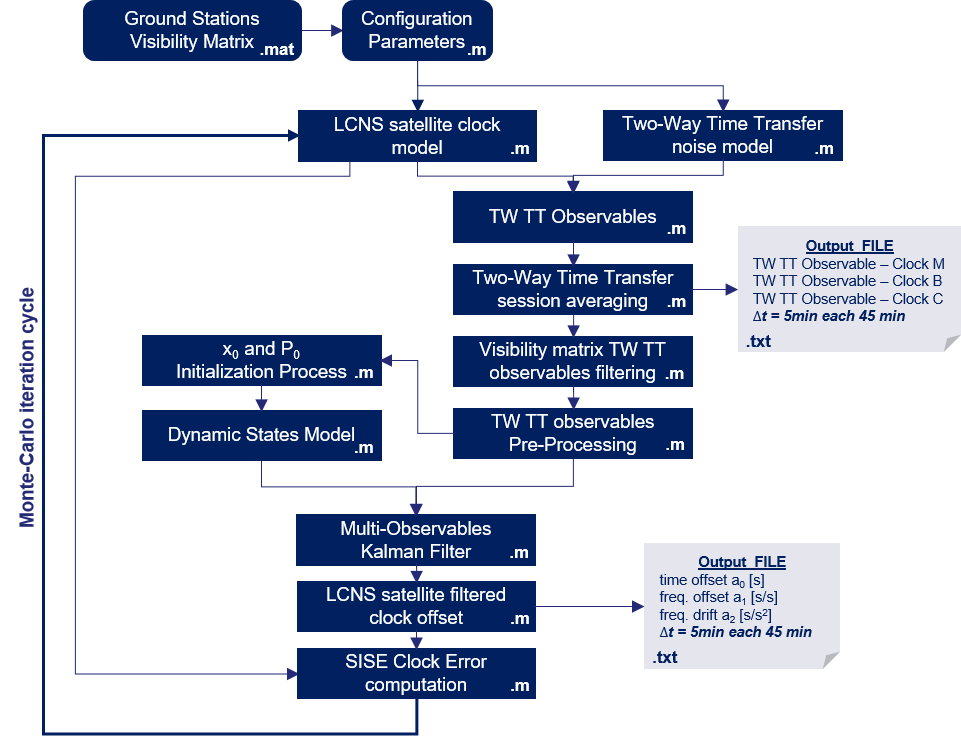 Ground Stations
Visibility Matrix .mat
Configuration
Parameters .m
LCNS satellite clock
model .m
Two-Way Time Transfer
noise model .m
TW TT Observables
.m
Two-Way Time Transfer
session averaging .m
Output FILE
TW TT Observable – Clock M
TW TT Observable – Clock B
TW TT Observable – Clock C
Δt = 5min each 45 min
.txt
Visibility matrix TW TT
observables filtering .m
x₀ and P₀
Initialization Process .m
TW TT observables
Pre-Processing .m
Dynamic States Model
.m
Monte-Carlo iteration cycle
Multi-Observables
Kalman Filter .m
LCNS satellite filtered
clock offset .m
Output FILE
time offset a₀ [s]
freq. offset a₁ [s/s]
freq. drift a₂ [s/s²]
Δt = 5min each 45 min
.txt
SISE Clock Error
computation .m